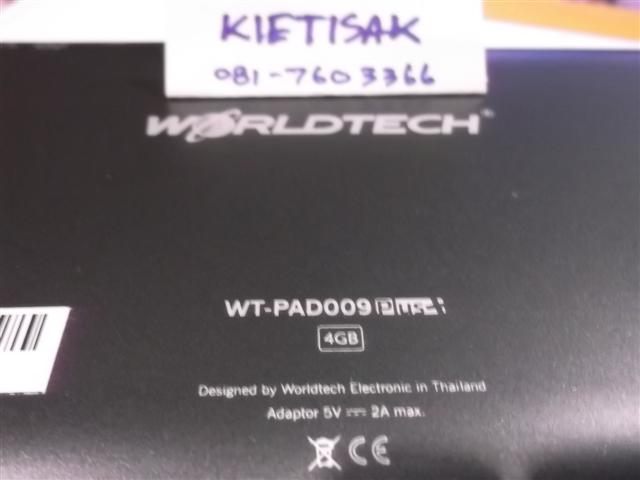 KIETISAK
081-7603366
WORLDTECH
WT-PAD009
4GB
Designed by Worldtech Electronic in Thailand
Adaptor 5V ⎓ 2A max.
CE